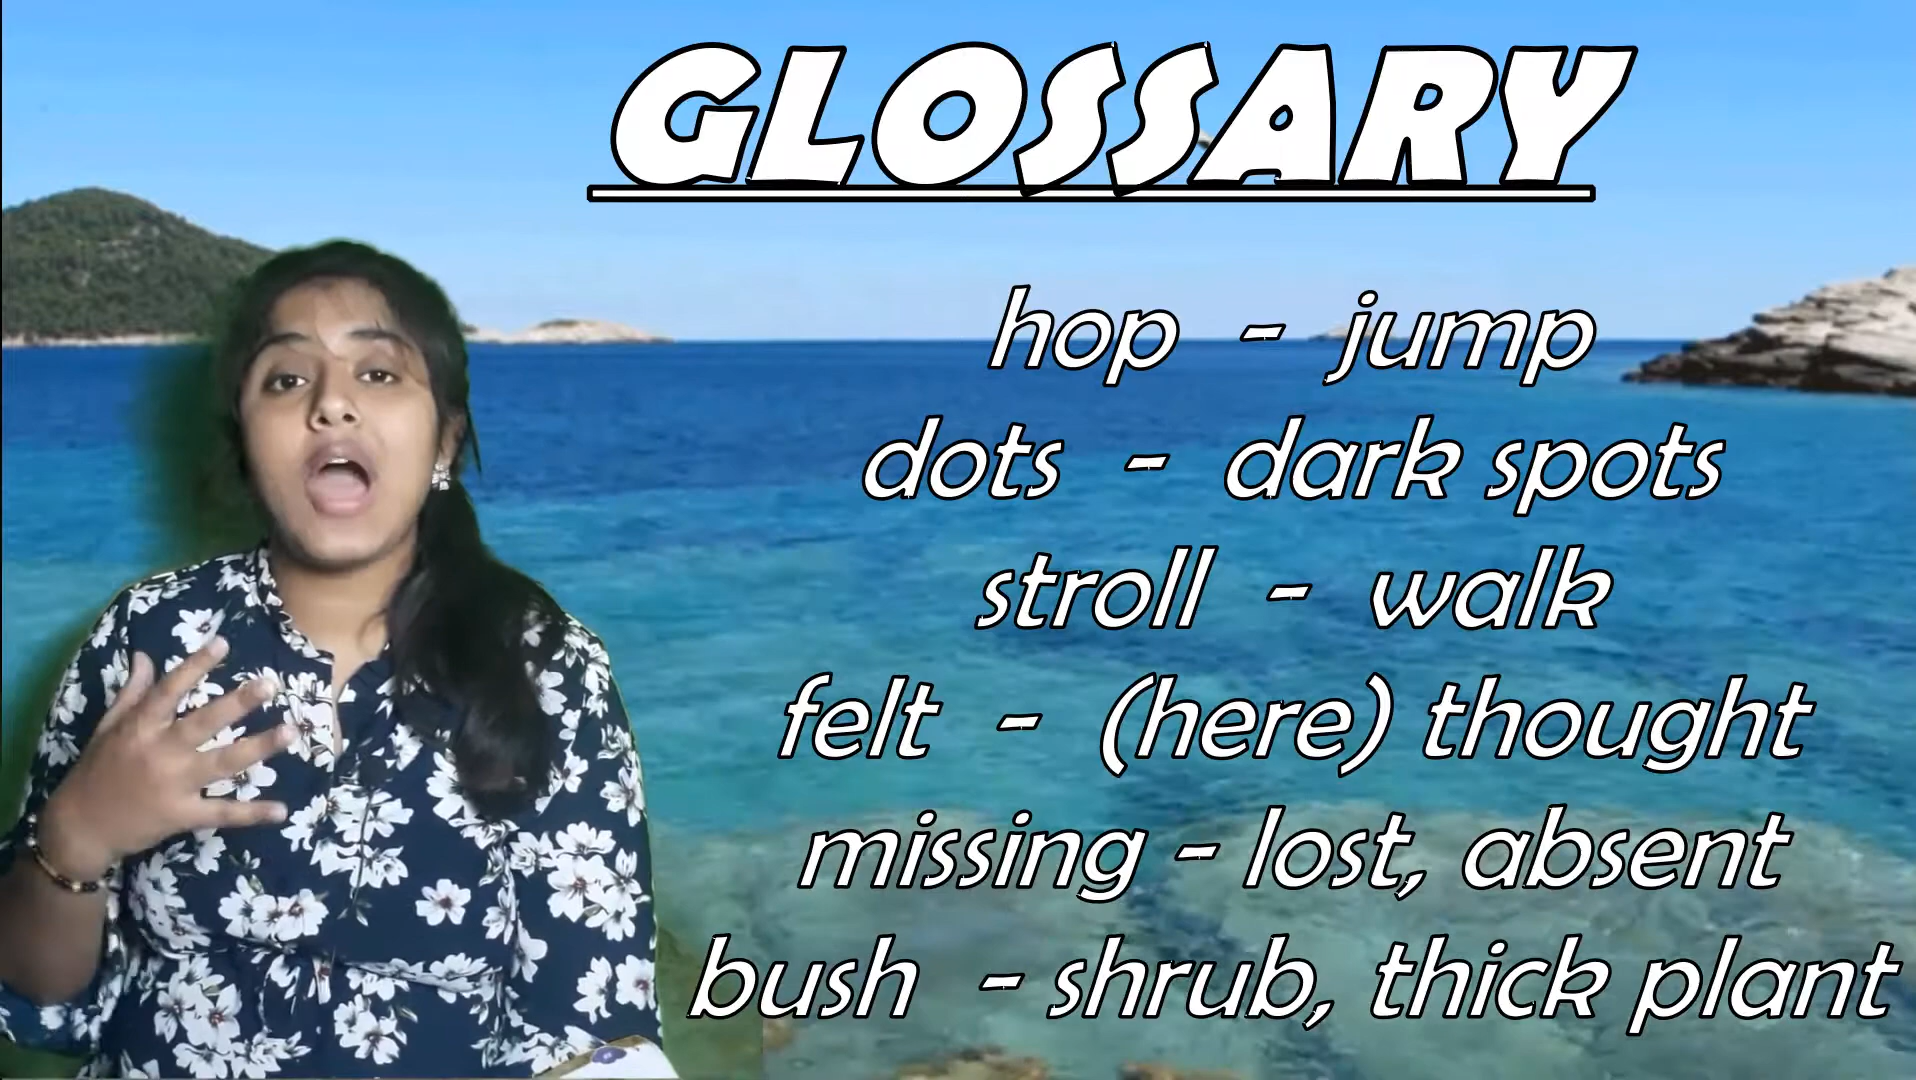 GLOSSARY
hop - jump
dots - dark spots
stroll - walk
felt - (here) thought
missing - lost, absent
bush - shrub, thick plant